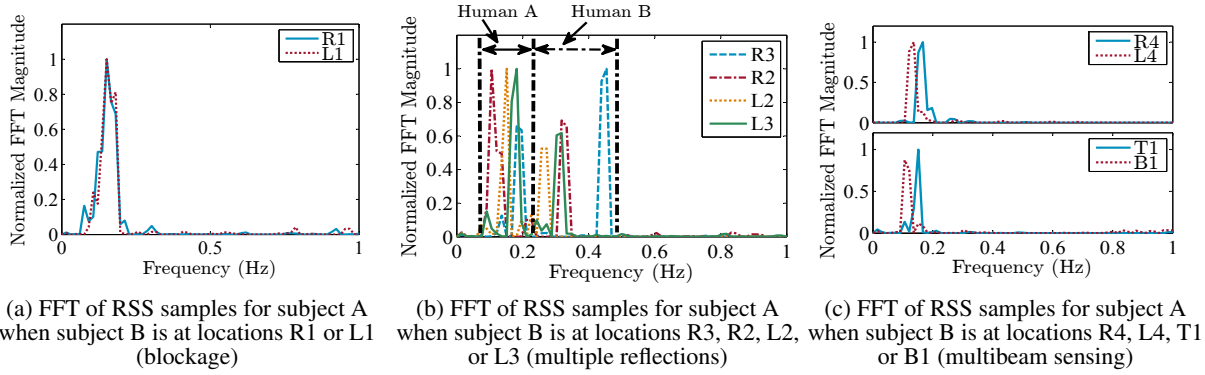 Human A
Human B
Normalized FFT Magnitude
1
0.8
0.6
0.4
0.2
0
0
0.5
1
Frequency (Hz)
R1
L1
(a) FFT of RSS samples for subject A
when subject B is at locations R1 or L1
(blockage)
Normalized FFT Magnitude
1
0.8
0.6
0.4
0.2
0
0
0.2
0.4
0.6
0.8
1
Frequency (Hz)
R3
R2
L2
L3
(b) FFT of RSS samples for subject A
when subject B is at locations R3, R2, L2,
or L3 (multiple reflections)
Normalized FFT Magnitude
1
0.5
0
R4
L4
1
0.5
0
T1
B1
0
0.2
0.4
0.6
0.8
1
Frequency (Hz)
(c) FFT of RSS samples for subject A
when subject B is at locations R4, L4, T1
or B1 (multibeam sensing)